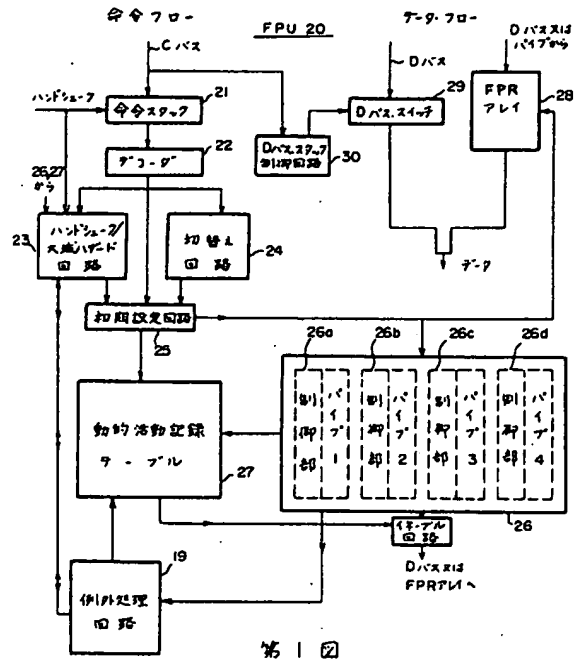 命令フロー
FPU 20
データ・フロー
Cバス
Dバス
Dバス又は
パイプから
ハンドシェーク
21
命令スタック
29
Dバス・スイッチ
FPR
アレイ
28
22
デコーダ
Dバス・スタック
制御回路
30
26,27
から
23
ハンドシェーク/
大域ハザード
回路
切替え
回路
24
データ
初期設定回路
25
26a
26b
26c
26d
制御部
パイプ1
制御部
パイプ2
制御部
パイプ3
制御部
パイプ4
動的活動記録
テーブル
27
26
イネーブル
回路
Dバス又は
FPRアレイへ
19
例外処理
回路
第1図